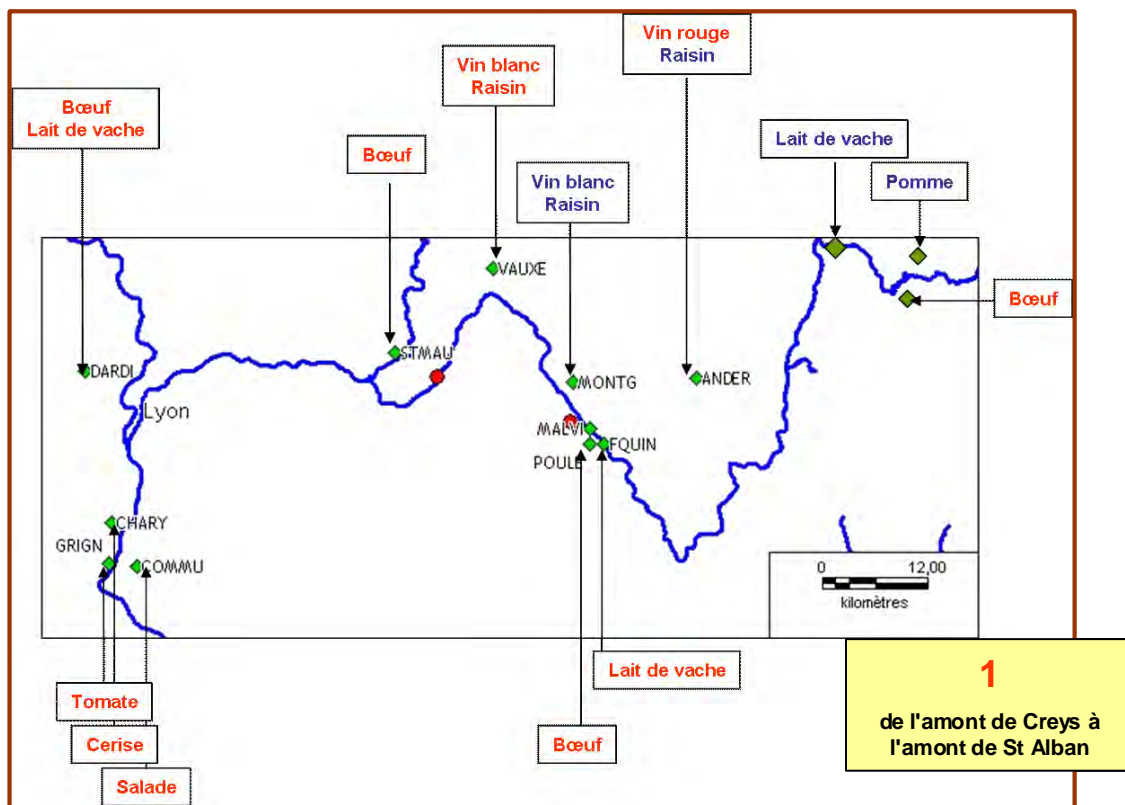 Vin rouge
Raisin
Vin blanc
Raisin
Bœuf
Lait de vache
Bœuf
Lait de vache
Vin blanc
Raisin
Pomme
VAUXE
Bœuf
STMAU
DARDI
MONTG
ANDER
Lyon
MALVI
FQUIN
POULE
CHARY
GRIGN
COMMU
0 12,00
kilomètres
Lait de vache
1
de l'amont de Creys à
l'amont de St Alban
Tomate
Cerise
Bœuf
Salade